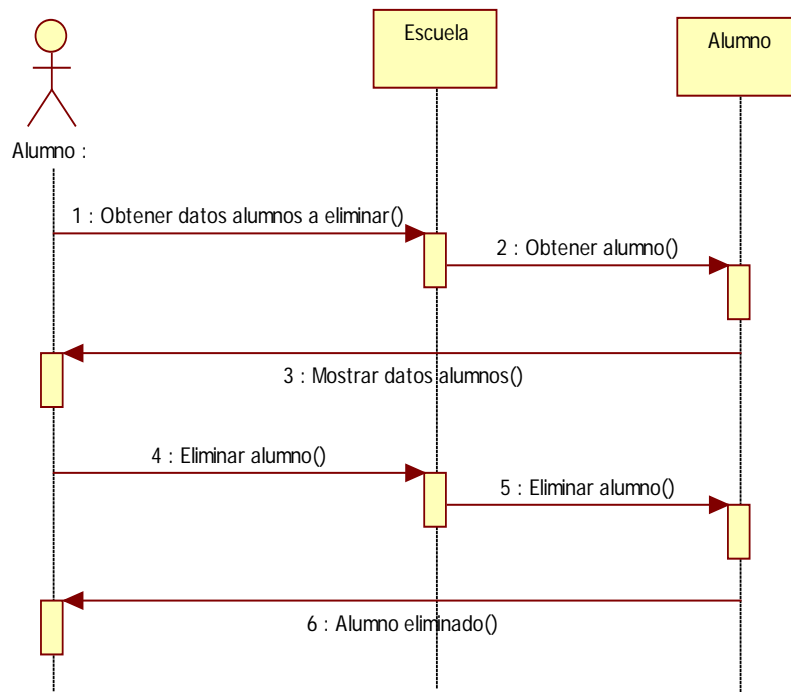 Escuela
Alumno
Alumno :
1 : Obtener datos alumnos a eliminar()
2 : Obtener alumno()
3 : Mostrar datos alumnos()
4 : Eliminar alumno()
5 : Eliminar alumno()
6 : Alumno eliminado()